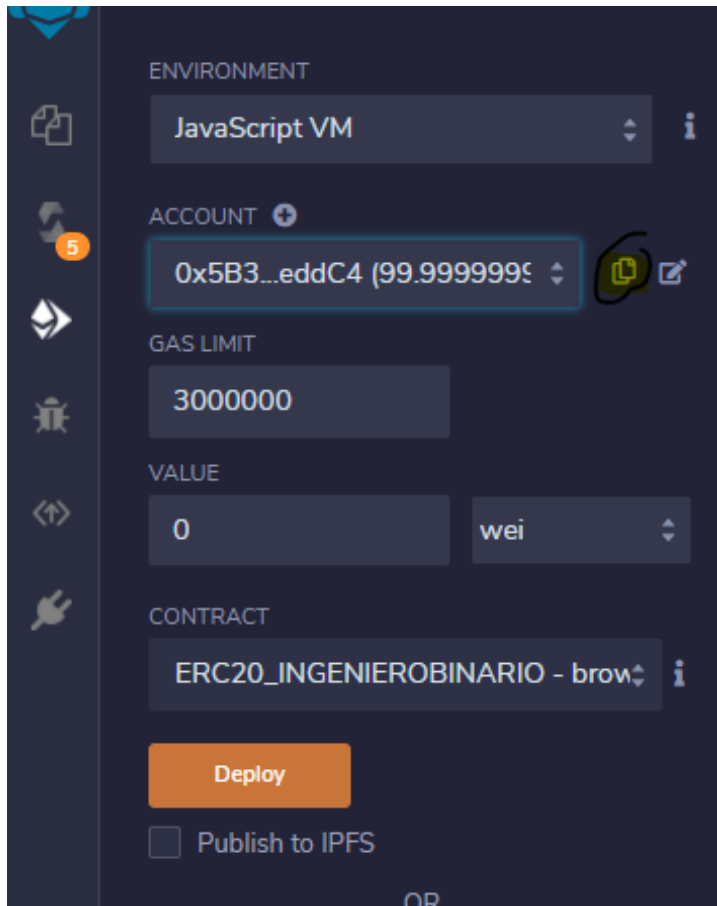 ENVIRONMENT
JavaScript VM
ACCOUNT
5
0x5B3...eddC4 (99.9999999
GAS LIMIT
3000000
VALUE
0 wei
CONTRACT
ERC20_INGENIEROBINARIO - brow
Deploy
Publish to IPFS
OR